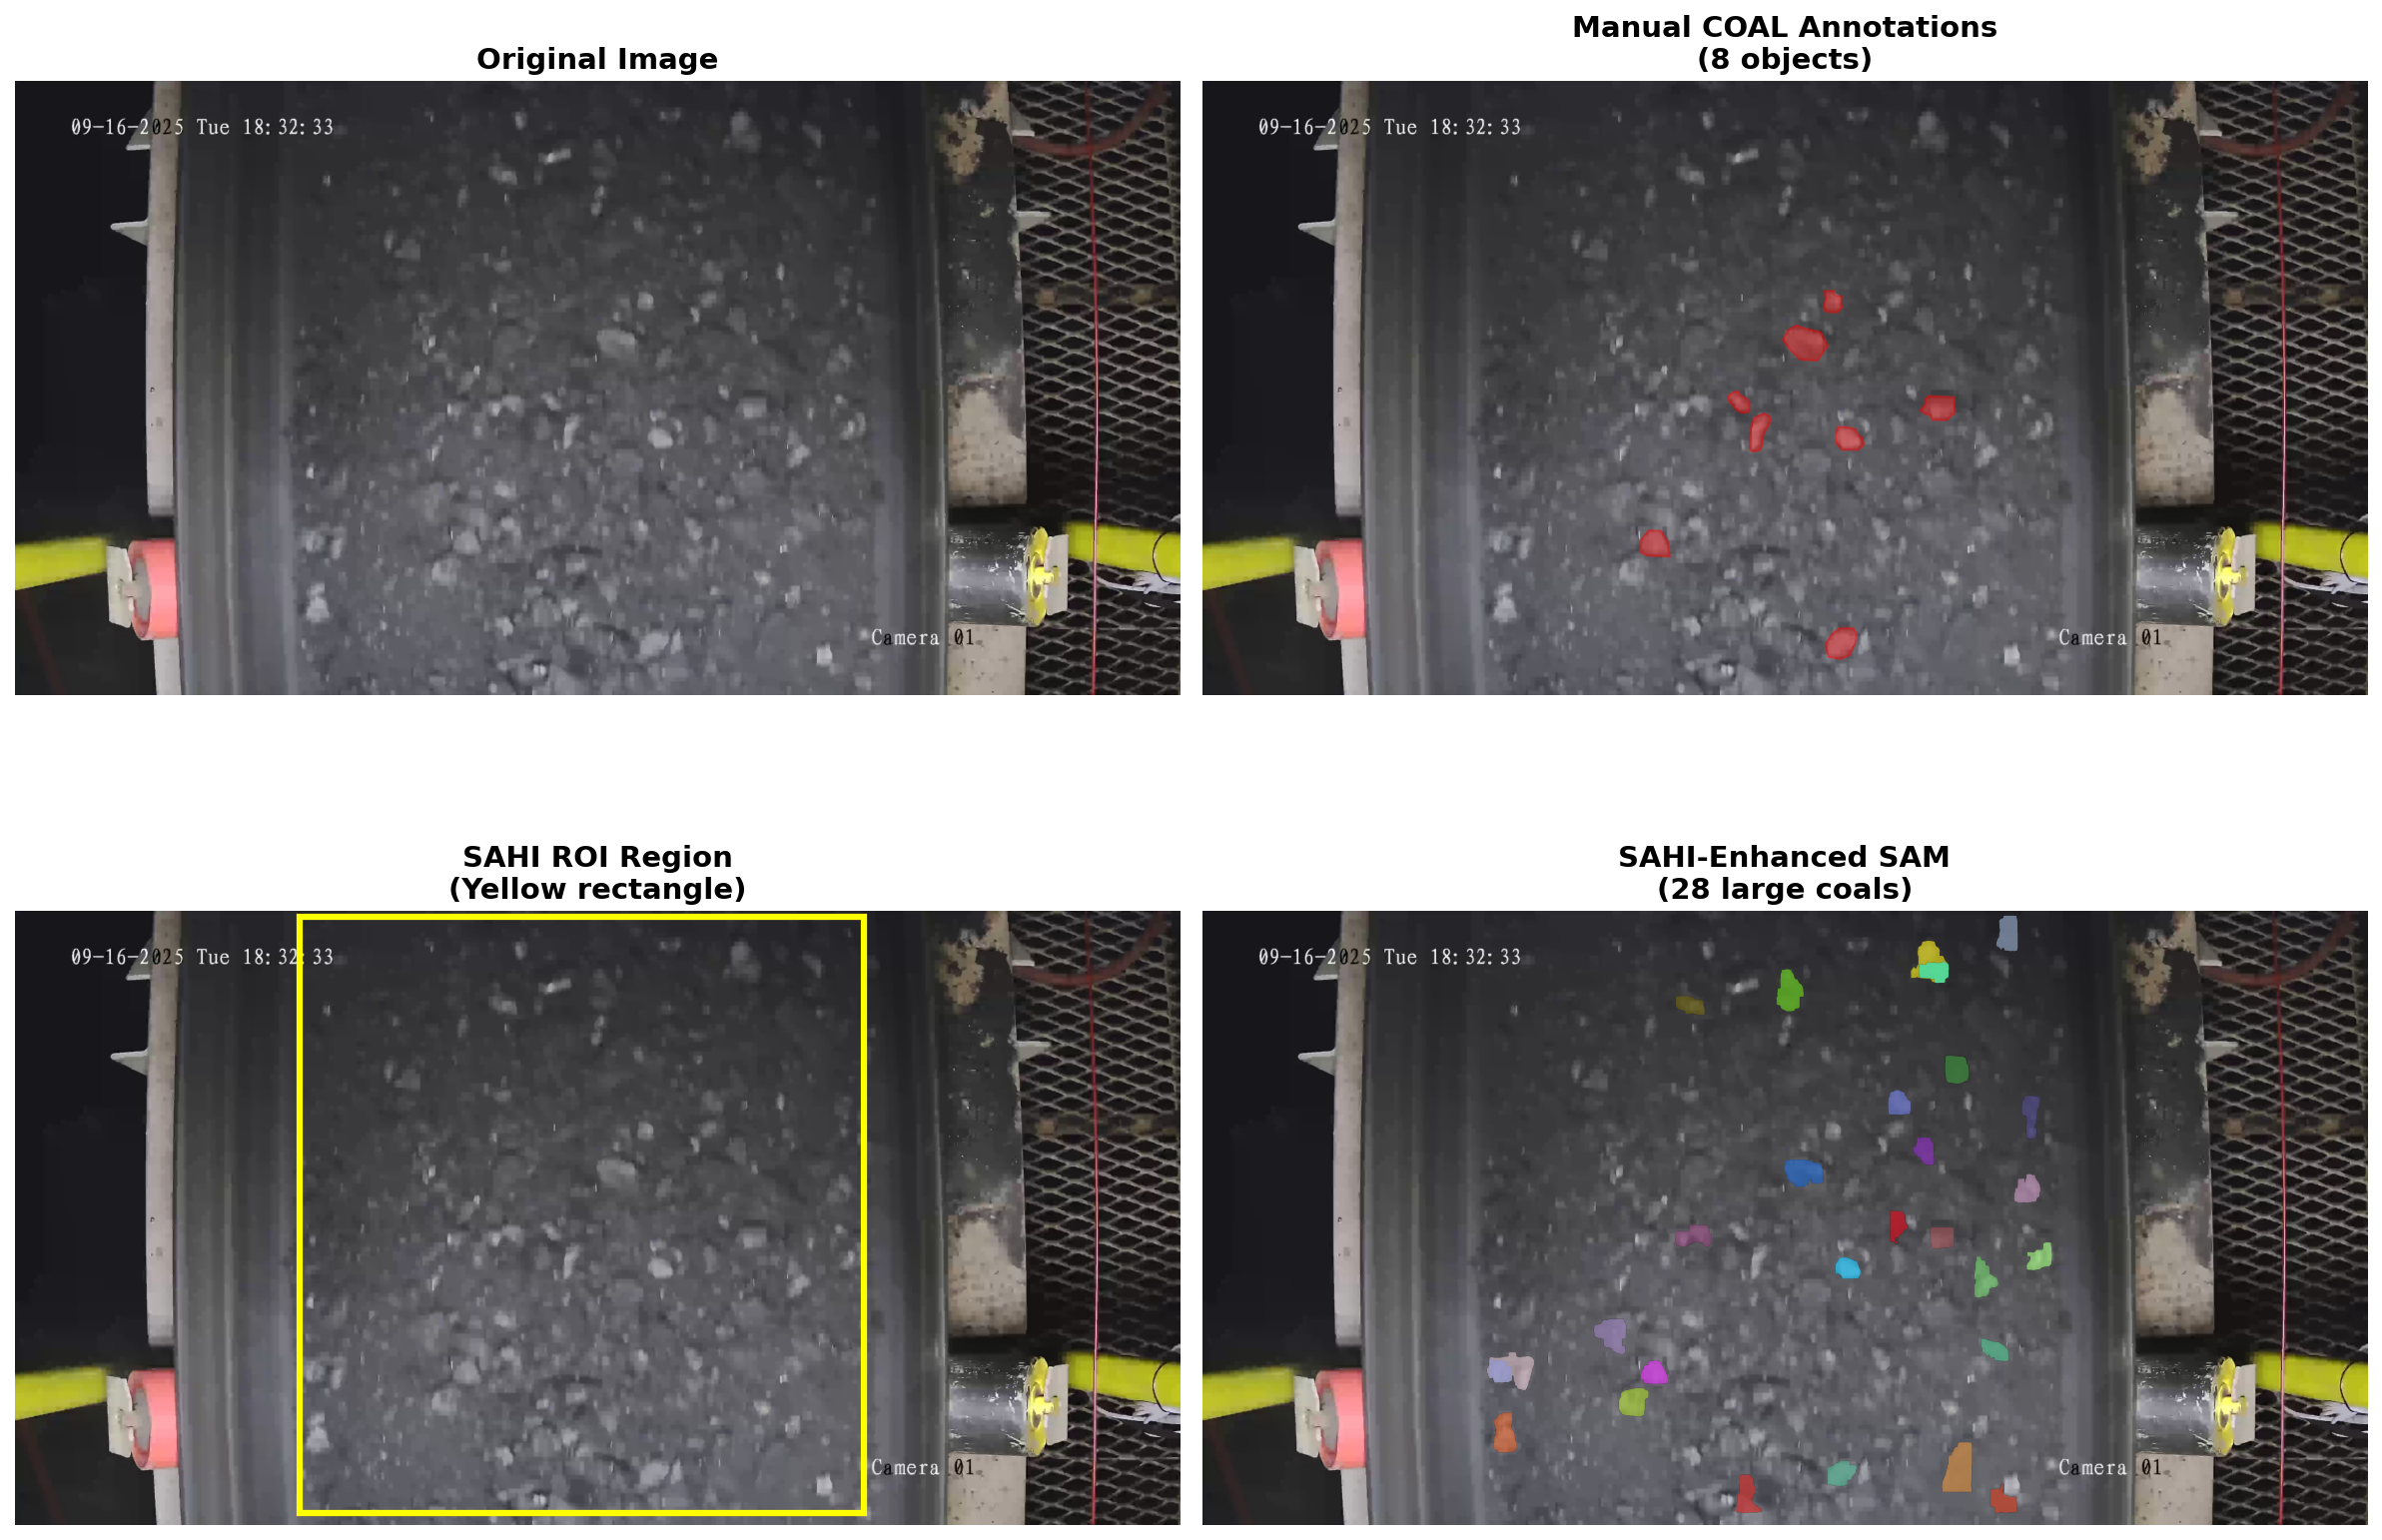 Original Image
09-16-2025 Tue 18:32:33
Camera 01
Manual COAL Annotations
(8 objects)
09-16-2025 Tue 18:32:33
Camera 01
SAHI ROI Region
(Yellow rectangle)
09-16-2025 Tue 18:32:33
Camera 01
SAHI-Enhanced SAM
(28 large coals)
09-16-2025 Tue 18:32:33
Camera 01